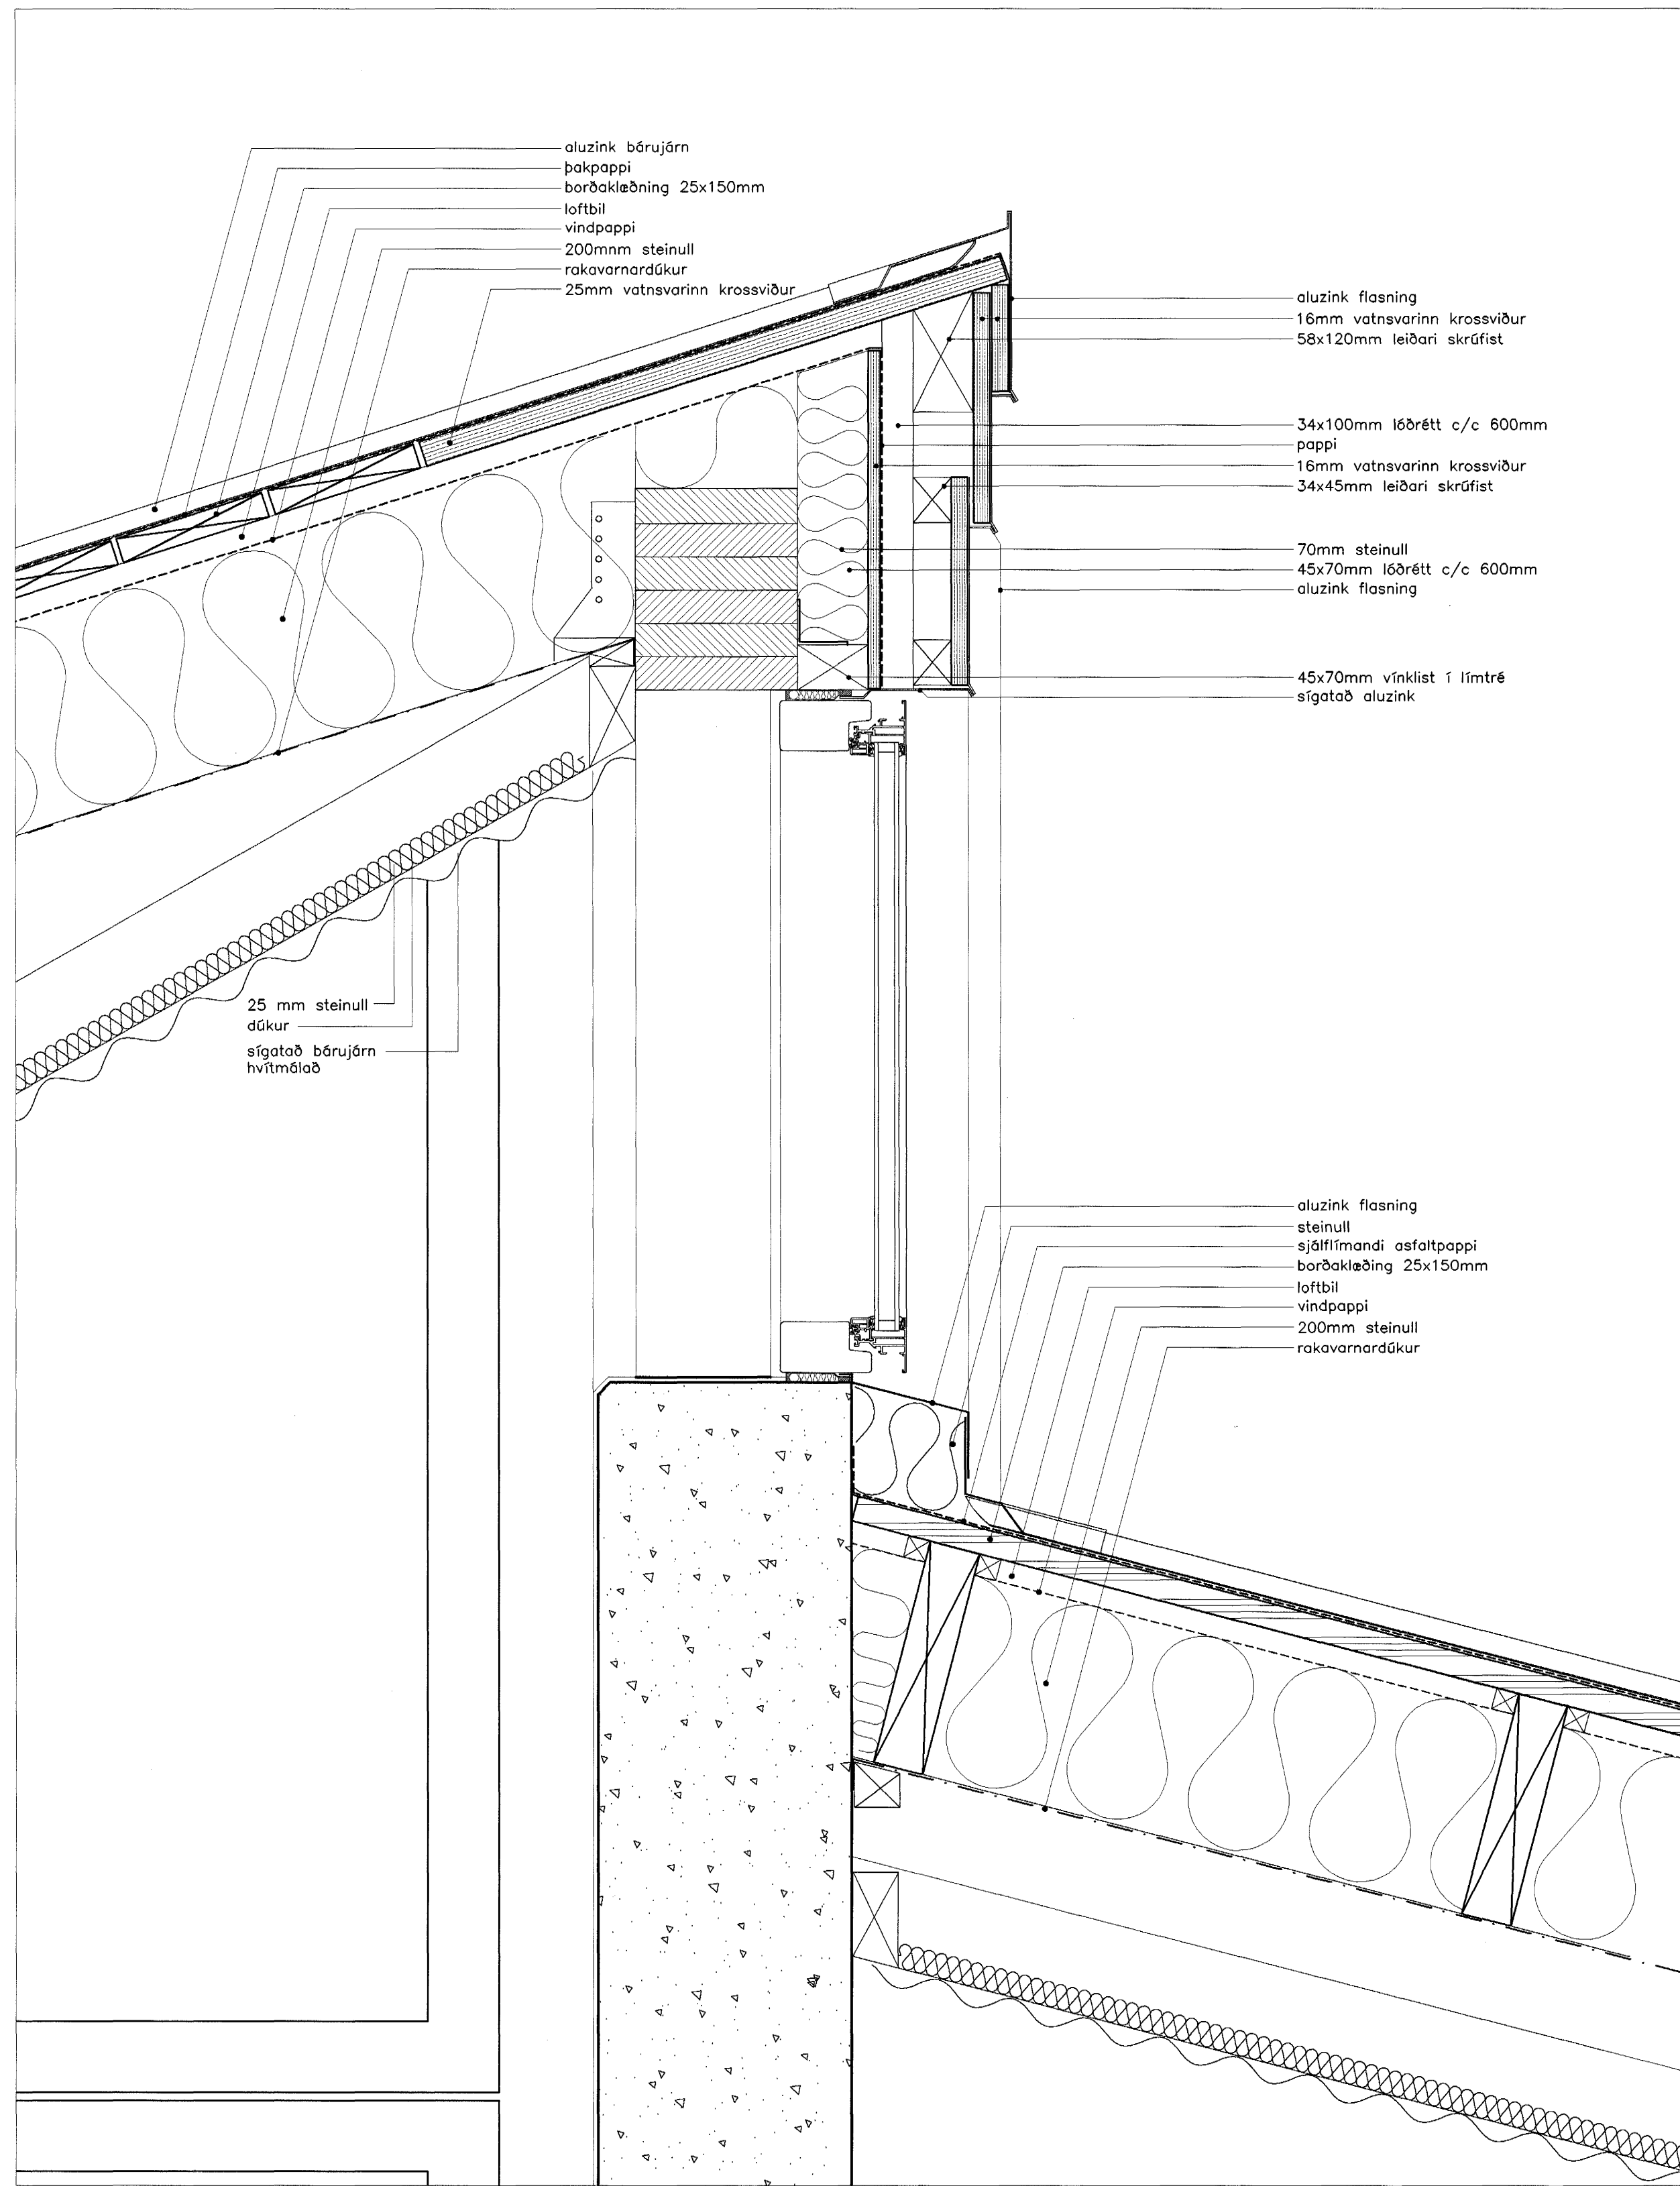 aluzink bárujárn
þakpappi
borðaklæðning 25x150mm
loftbil
vindpappi
200mnm steinull
rakavarnardúkur
25mm vatnsvarinn krossviður
aluzink flasning
16mm vatnsvarinn krossviður
58x120mm leiðari skrúfist
34x100mm lóðrétt c/c 600mm
pappi
16mm vatnsvarinn krossviður
34x45mm leiðari skrúfist
70mm steinull
45x70mm lóðrétt c/c 600mm
aluzink flasning
45x70mm vínklist í límtré
sígatað aluzink
25 mm steinull
dúkur
sígatað bárujárn
hvítmálað
aluzink flasning
steinull
sjálflímandi asfaltpappi
borðaklæðing 25x150mm
loftbil
vindpappi
200mm steinull
rakavarnardúkur